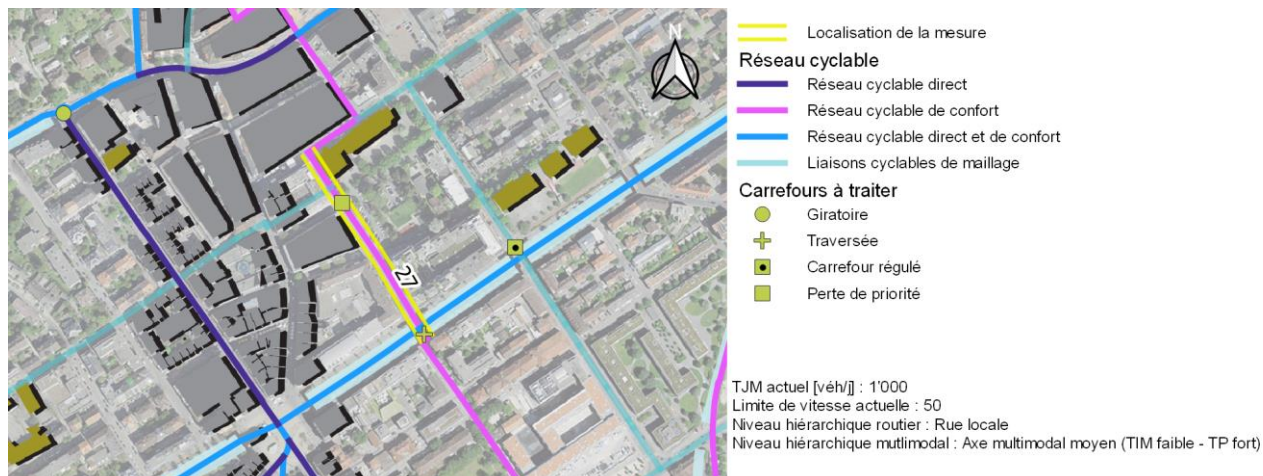 N
27
Localisation de la mesure
Réseau cyclable
Réseau cyclable direct
Réseau cyclable de confort
Réseau cyclable direct et de confort
Liaisons cyclables de maillage
Carrefours à traiter
Giratoire
Traversée
Carrefour régulé
Perte de priorité
TJM actuel [véh/j] : 1'000
Limite de vitesse actuelle : 50
Niveau hiérarchique routier : Rue locale
Niveau hiérarchique mutlimodal : Axe multimodal moyen (TIM faible - TP fort)